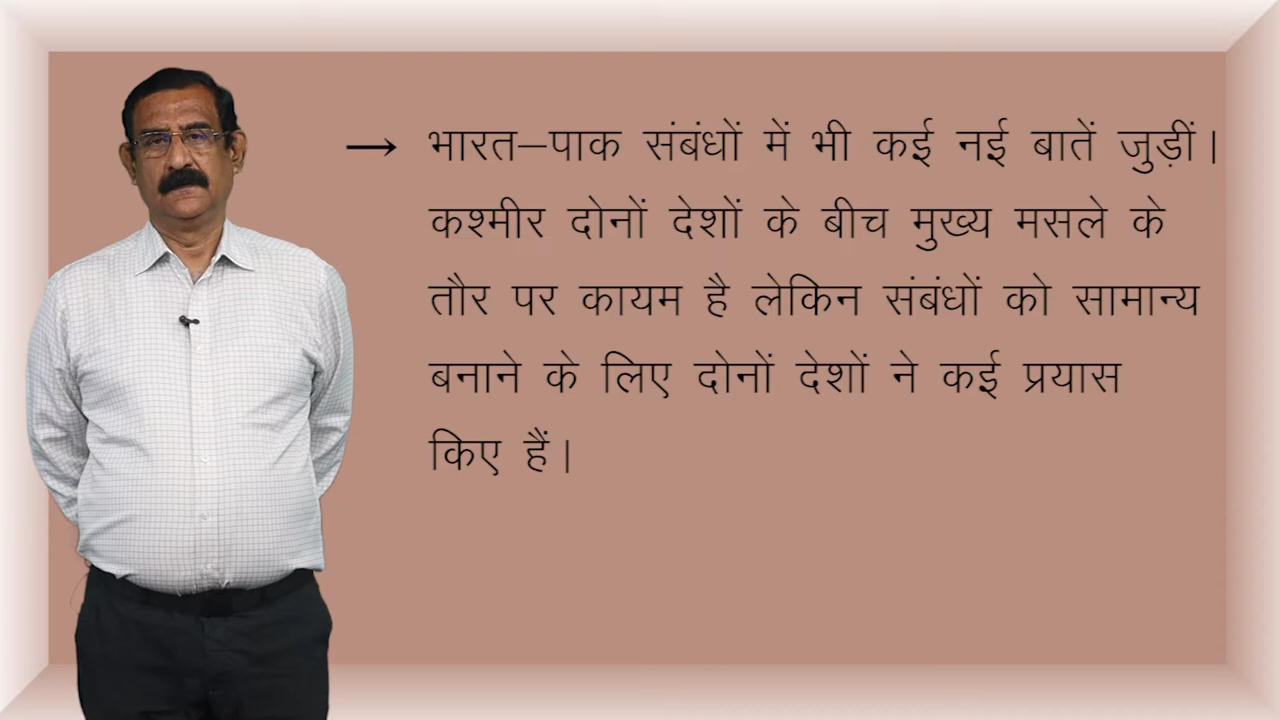 → भारत–पाक संबंधों में भी कई नई बातें जुड़ीं।
कश्मीर दोनों देशों के बीच मुख्य मसले के
तौर पर कायम है लेकिन संबंधों को सामान्य
बनाने के लिए दोनों देशों ने कई प्रयास
किए हैं।